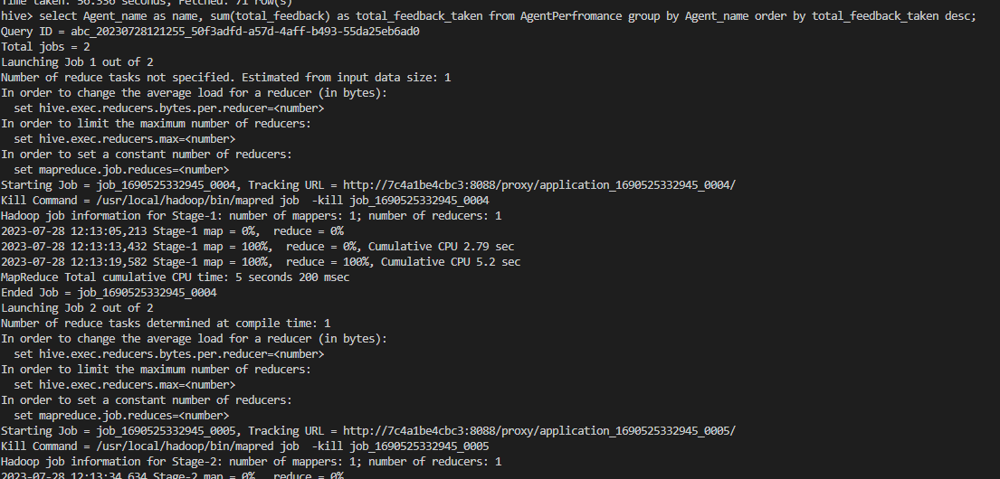 Time taken: 56.336 seconds, Fetched: 71 row(s)
hive> select Agent_name as name, sum(total_feedback) as total_feedback_taken from AgentPerfromance group by Agent_name order by total_feedback_taken desc;
Query ID = abc_20230728121255_50f3adfd-a57d-4aff-b493-55da25eb6ad0
Total jobs = 2
Launching Job 1 out of 2
Number of reduce tasks not specified. Estimated from input data size: 1
In order to change the average load for a reducer (in bytes):
  set hive.exec.reducers.bytes.per.reducer=<number>
In order to limit the maximum number of reducers:
  set hive.exec.reducers.max=<number>
In order to set a constant number of reducers:
  set mapreduce.job.reduces=<number>
Starting Job = job_1690525332945_0004, Tracking URL = http://7c4a1be4cbc3:8088/proxy/application_1690525332945_0004/
Kill Command = /usr/local/hadoop/bin/mapred job  -kill job_1690525332945_0004
Hadoop job information for Stage-1: number of mappers: 1; number of reducers: 1
2023-07-28 12:13:05,213 Stage-1 map = 0%,  reduce = 0%
2023-07-28 12:13:13,432 Stage-1 map = 100%,  reduce = 0%, Cumulative CPU 2.79 sec
2023-07-28 12:13:19,582 Stage-1 map = 100%,  reduce = 100%, Cumulative CPU 5.2 sec
MapReduce Total cumulative CPU time: 5 seconds 200 msec
Ended Job = job_1690525332945_0004
Launching Job 2 out of 2
Number of reduce tasks determined at compile time: 1
In order to change the average load for a reducer (in bytes):
  set hive.exec.reducers.bytes.per.reducer=<number>
In order to limit the maximum number of reducers:
  set hive.exec.reducers.max=<number>
In order to set a constant number of reducers:
  set mapreduce.job.reduces=<number>
Starting Job = job_1690525332945_0005, Tracking URL = http://7c4a1be4cbc3:8088/proxy/application_1690525332945_0005/
Kill Command = /usr/local/hadoop/bin/mapred job  -kill job_1690525332945_0005
Hadoop job information for Stage-2: number of mappers: 1; number of reducers: 1
2023-07-28 12:13:34,634 Stage-2 map = 0%,  reduce = 0%